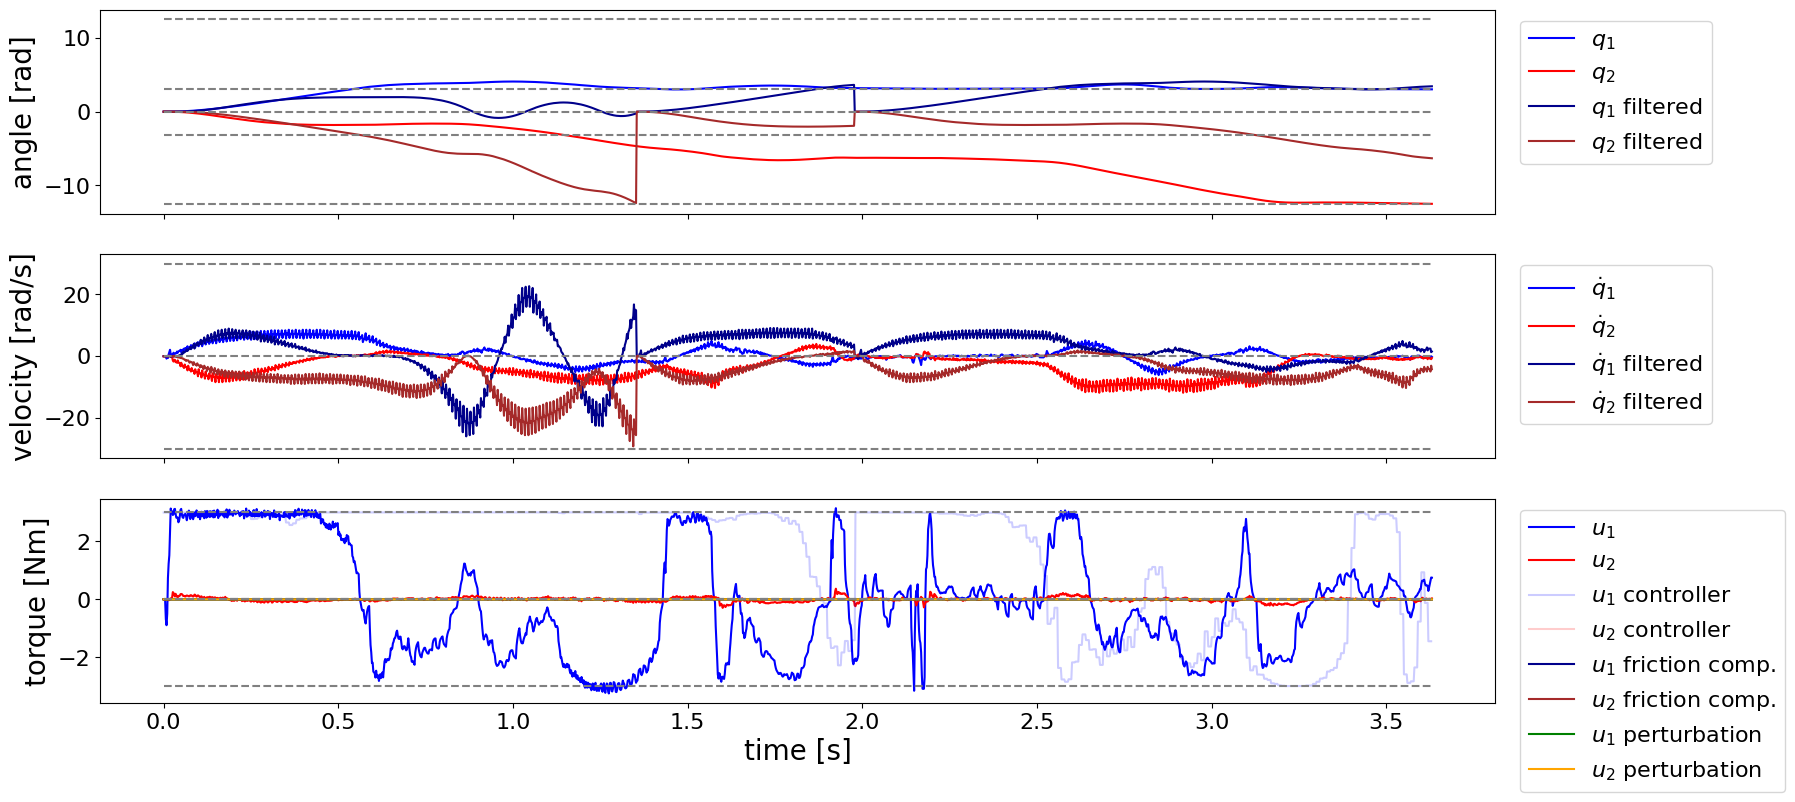 angle [rad]
10
0
−10
q₁
q₂
q₁ filtered
q₂ filtered
velocity [rad/s]
20
0
−20
q̇₁
q̇₂
q̇₁ filtered
q̇₂ filtered
torque [Nm]
2
0
−2
0.0 0.5 1.0 1.5 2.0 2.5 3.0 3.5
time [s]
u₁
u₂
u₁ controller
u₂ controller
u₁ friction comp.
u₂ friction comp.
u₁ perturbation
u₂ perturbation